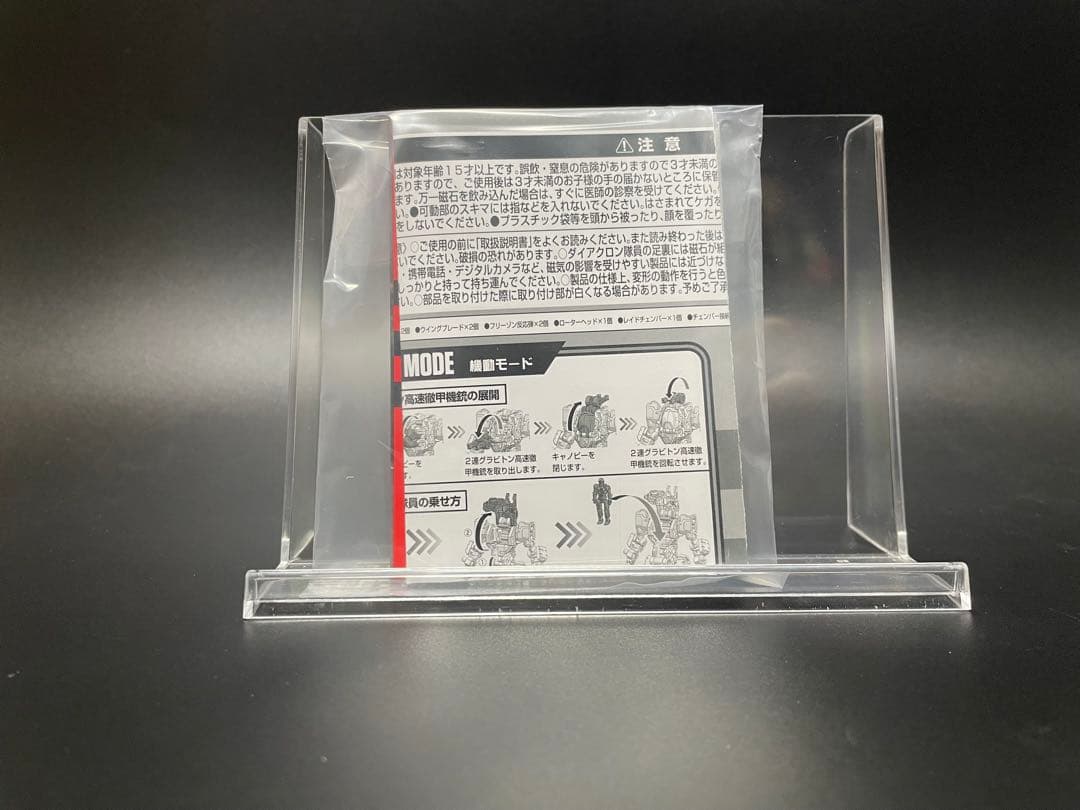 ⚠注意
は対象年齢15才以上です。誤飲・窒息の危険がありますので3才未満の
ありますので、ご使用後は3才未満のお子様の手の届かないところに保管
ます。万一磁石を飲み込んだ場合は、すぐに医師の診察を受けてください。
い。●可動部のスキマには指などを入れないでください。はさまれてケガを
をしないでください。●プラスチック袋等を頭から被ったり、顔を覆ったり
○ご使用の前に「取扱説明書」をよくお読みください。また読み終わった後は
いでください。破損の恐れがあります。○ダイアクロン隊員の足裏には磁石が組
・携帯電話・デジタルカメラなど、磁気の影響を受けやすい製品には近づけな
しっかりと持って持ち運んでください。○製品の仕様上、変形の動作を行うと色
い。○部品を取り付けた際に取り付け部が白くなる場合があります。予めご了承
2個 ●ウイングブレード×2個 ●フリーゾン反応弾×2個 ●ローターヘッド×1個 ●レイドチェンバー×1個 ●チェンバー接続
MODE 機動モード
高速徹甲機銃の展開
ピーを
す。
2連グラビトン高速徹
甲機銃を取り出します。
キャノピーを
閉じます。
2連グラビトン高速徹
甲機銃を回転させます。
隊員の乗せ方
②
①